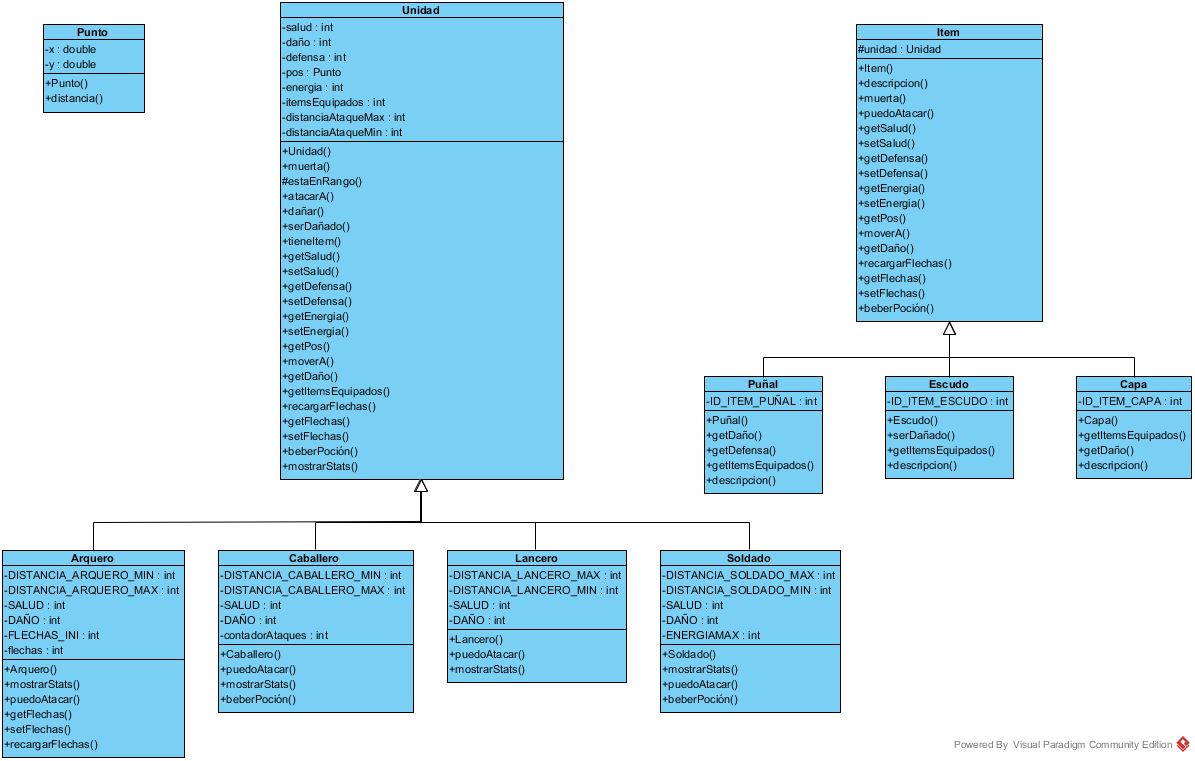 Punto
-x : double
-y : double
+Punto()
+distancia()
Unidad
-salud : int
-daño : int
-defensa : int
-pos : Punto
-energia : int
-itemsEquipados : int
-distanciaAtaqueMax : int
-distanciaAtaqueMin : int
+Unidad()
+muerta()
#estaEnRango()
+atacarA()
+dañar()
+serDañado()
+tieneItem()
+getSalud()
+setSalud()
+getDefensa()
+setDefensa()
+getEnergia()
+setEnergia()
+getPos()
+moverA()
+getDaño()
+getItemsEquipados()
+recargarFlechas()
+getFlechas()
+setFlechas()
+beberPoción()
+mostrarStats()
Item
#unidad : Unidad
+Item()
+descripcion()
+muerta()
+puedoAtacar()
+getSalud()
+setSalud()
+getDefensa()
+setDefensa()
+getEnergia()
+setEnergia()
+getPos()
+moverA()
+getDaño()
+recargarFlechas()
+getFlechas()
+setFlechas()
+beberPoción()
Puñal
-ID_ITEM_PUÑAL : int
+Puñal()
+getDaño()
+getDefensa()
+getItemsEquipados()
+descripcion()
Escudo
-ID_ITEM_ESCUDO : int
+Escudo()
+serDañado()
+getItemsEquipados()
+descripcion()
Capa
-ID_ITEM_CAPA : int
+Capa()
+getItemsEquipados()
+getDaño()
+descripcion()
Arquero
-DISTANCIA_ARQUERO_MIN : int
-DISTANCIA_ARQUERO_MAX : int
-SALUD : int
-DAÑO : int
-FLECHAS_INI : int
-flechas : int
+Arquero()
+mostrarStats()
+puedoAtacar()
+getFlechas()
+setFlechas()
+recargarFlechas()
Caballero
-DISTANCIA_CABALLERO_MIN : int
-DISTANCIA_CABALLERO_MAX : int
-SALUD : int
-DAÑO : int
-contadorAtaques : int
+Caballero()
+puedoAtacar()
+mostrarStats()
+beberPoción()
Lancero
-DISTANCIA_LANCERO_MAX : int
-DISTANCIA_LANCERO_MIN : int
-SALUD : int
-DAÑO : int
+Lancero()
+puedoAtacar()
+mostrarStats()
Soldado
-DISTANCIA_SOLDADO_MAX : int
-DISTANCIA_SOLDADO_MIN : int
-SALUD : int
-DAÑO : int
-ENERGIAMAX : int
+Soldado()
+mostrarStats()
+puedoAtacar()
+beberPoción()
Powered By Visual Paradigm Community Edition